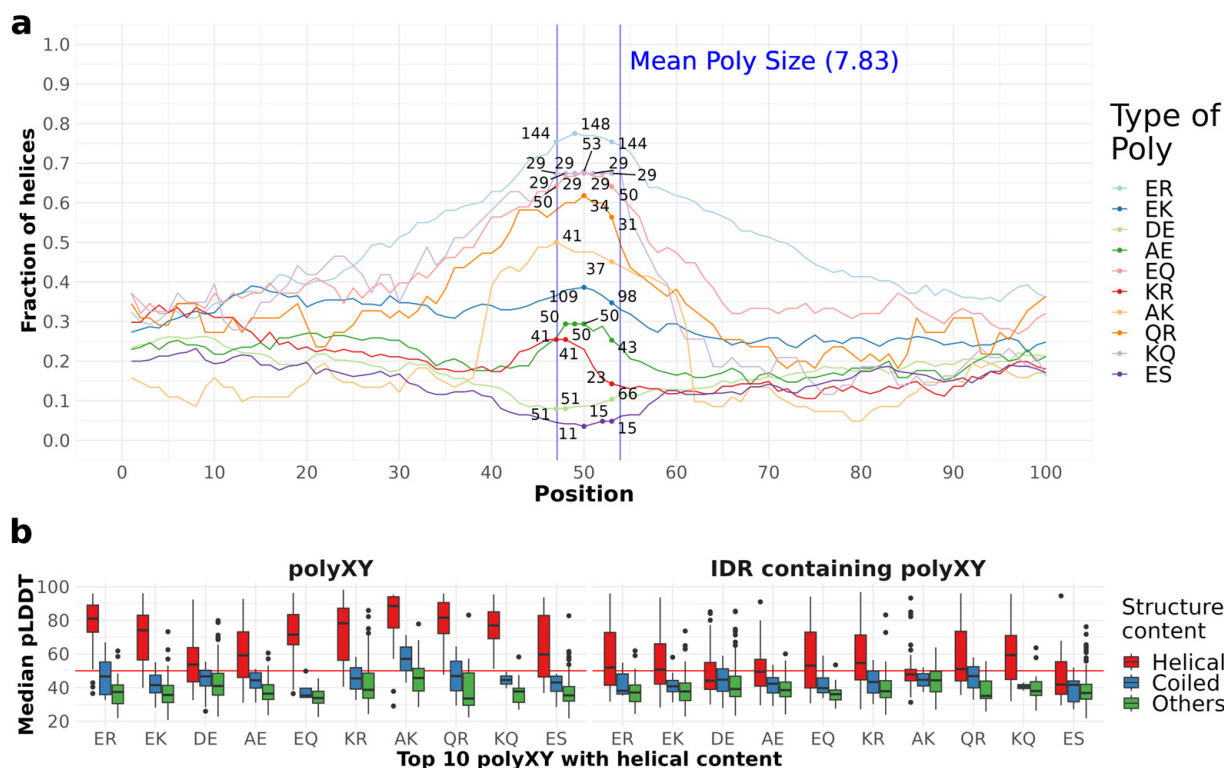 a
Mean Poly Size (7.83)
Fraction of helices
1.0
0.9
0.8
0.7
0.6
0.5
0.4
0.3
0.2
0.1
0.0
144 148 144
53
29 29 29 29
29 29 29
50 50
34
31
41
37
109 98
50 50
41 50 43
41
23
51 51 66
15
11 15
0 10 20 30 40 50 60 70 80 90 100
Position
Type of
Poly
ER
EK
DE
AE
EQ
KR
AK
QR
KQ
ES
b
polyXY
IDR containing polyXY
Median pLDDT
100
80
60
40
20
ER EK DE AE EQ KR AK QR KQ ES
ER EK DE AE EQ KR AK QR KQ ES
Top 10 polyXY with helical content
Structure
content
Helical
Coiled
Others